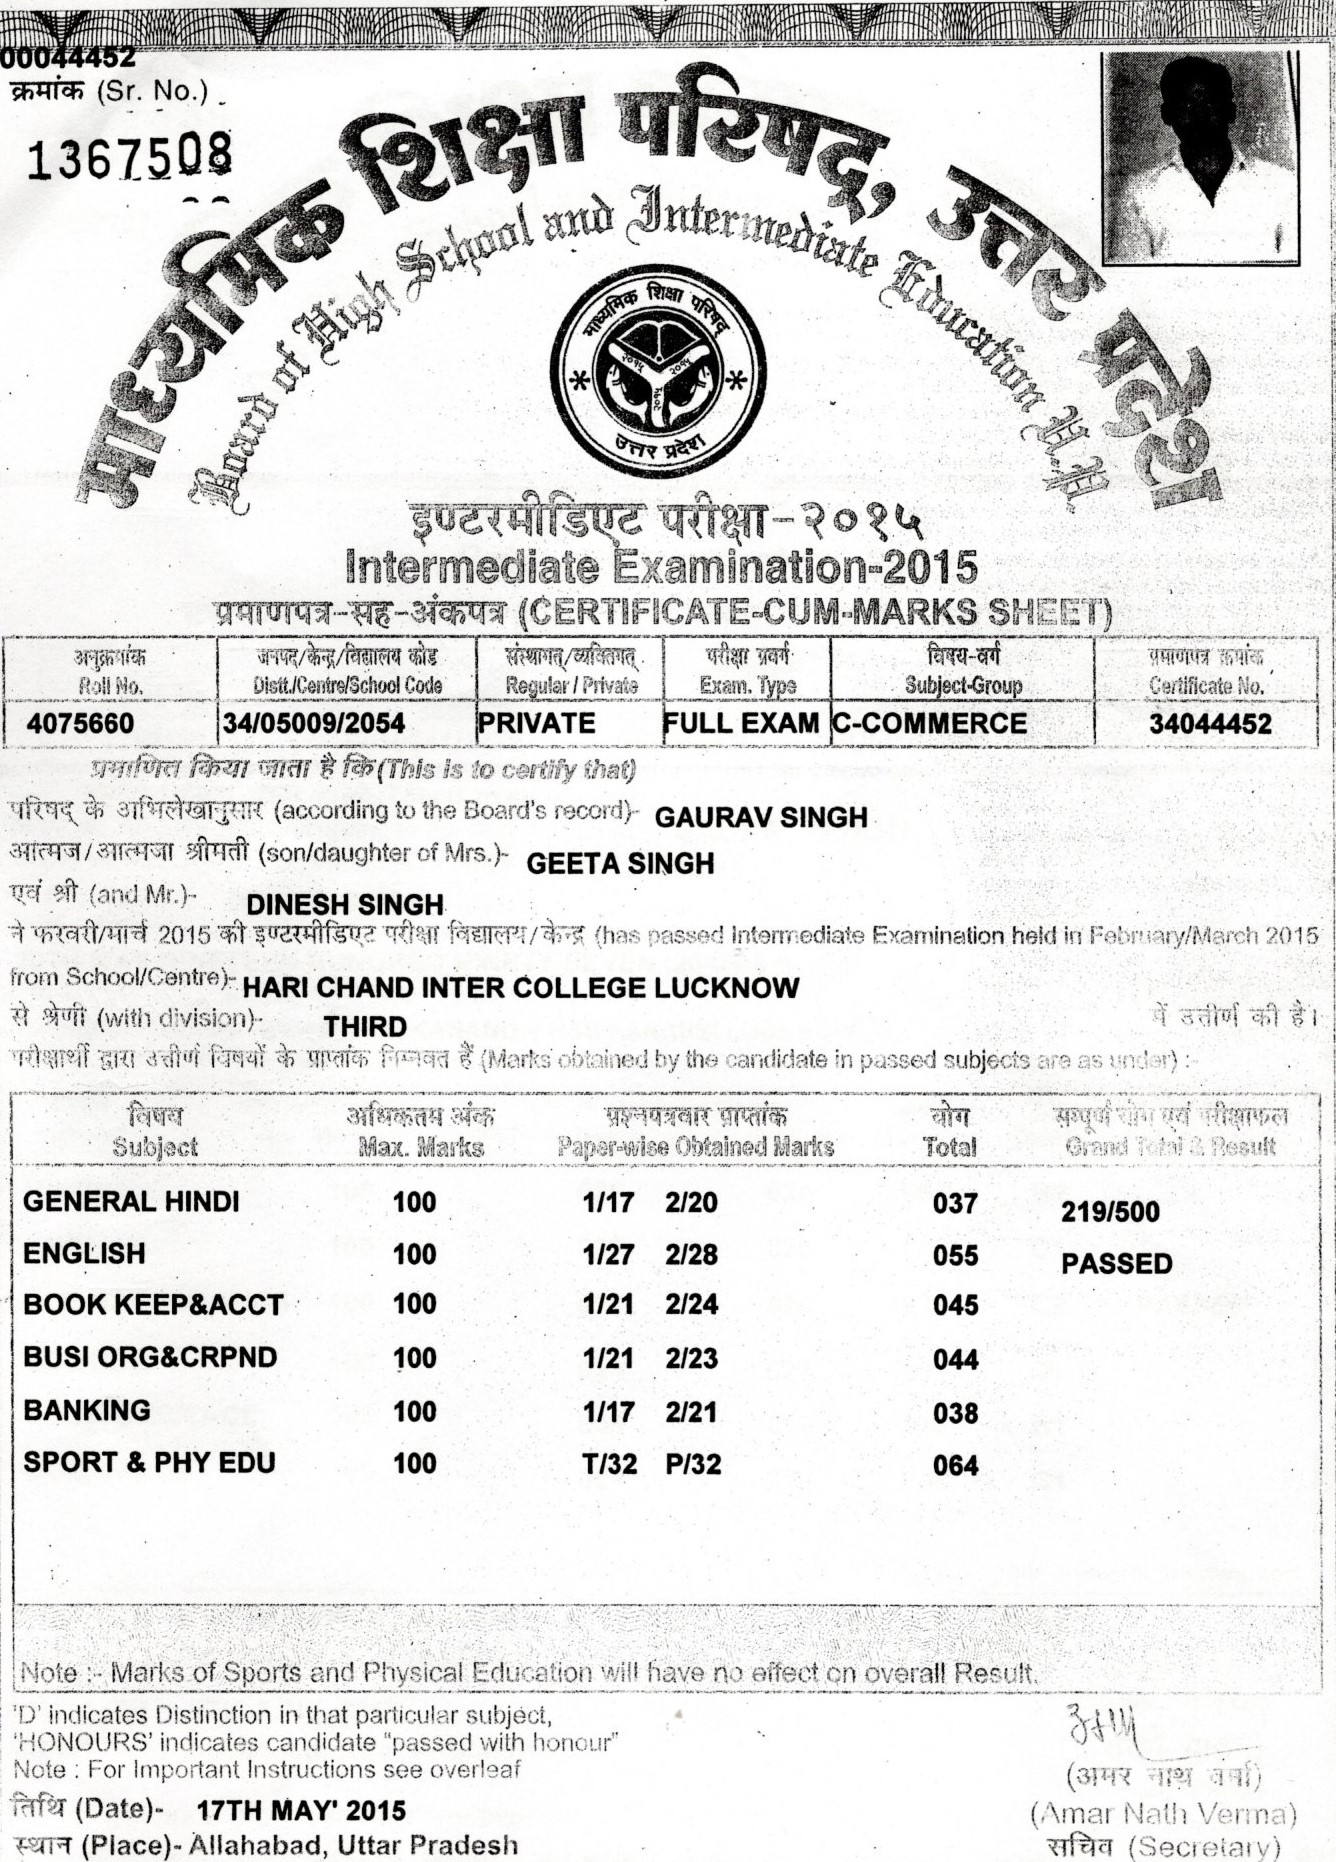 00044452
क्रमांक (Sr. No.)
1367508
माध्यमिक शिक्षा परिषद्, उत्तर प्रदेश
Board of High School and Intermediate Education U.P.
माध्यमिक शिक्षा परिषद्
२०१५ २०१५
२०१५
उत्तर प्रदेश
इण्टरमीडिएट परीक्षा-२०१५
Intermediate Examination-2015
प्रमाणपत्र-सह-अंकपत्र (CERTIFICATE-CUM-MARKS SHEET)
अनुक्रमांक जनपद/केन्द्र/विद्यालय कोड संस्थागत/व्यक्तिगत परीक्षा प्रवर्ग विषय-वर्ग प्रमाणपत्र क्रमांक
Roll No. Distt./Centre/School Code Regular / Private Exam. Type Subject-Group Certificate No.
4075660 34/05009/2054 PRIVATE FULL EXAM C-COMMERCE 34044452
प्रमाणित किया जाता है कि (This is to certify that)
परिषद् के अभिलेखानुसार (according to the Board's record)- GAURAV SINGH
आत्मज/आत्मजा श्रीमती (son/daughter of Mrs.)- GEETA SINGH
एवं श्री (and Mr.)- DINESH SINGH
ने फरवरी/मार्च 2015 की इण्टरमीडिएट परीक्षा विद्यालय/केन्द्र (has passed Intermediate Examination held in February/March 2015
from School/Centre)- HARI CHAND INTER COLLEGE LUCKNOW
से श्रेणी (with division)- THIRD में उत्तीर्ण की है।
परीक्षार्थी द्वारा उत्तीर्ण विषयों के प्राप्तांक निम्नवत हैं (Marks obtained by the candidate in passed subjects are as under) :-
विषय अधिकतम अंक प्रश्नपत्रवार प्राप्तांक योग सम्पूर्ण योग एवं परीक्षाफल
Subject Max. Marks Paper-wise Obtained Marks Total Grand Total & Result
GENERAL HINDI 100 1/17 2/20 037 219/500
ENGLISH 100 1/27 2/28 055 PASSED
BOOK KEEP&ACCT 100 1/21 2/24 045
BUSI ORG&CRPND 100 1/21 2/23 044
BANKING 100 1/17 2/21 038
SPORT & PHY EDU 100 T/32 P/32 064
Note :- Marks of Sports and Physical Education will have no effect on overall Result.
'D' indicates Distinction in that particular subject,
'HONOURS' indicates candidate "passed with honour"
Note : For Important Instructions see overleaf
(अमर नाथ वर्मा)
तिथि (Date)- 17TH MAY' 2015 (Amar Nath Verma)
स्थान (Place)- Allahabad, Uttar Pradesh सचिव (Secretary)